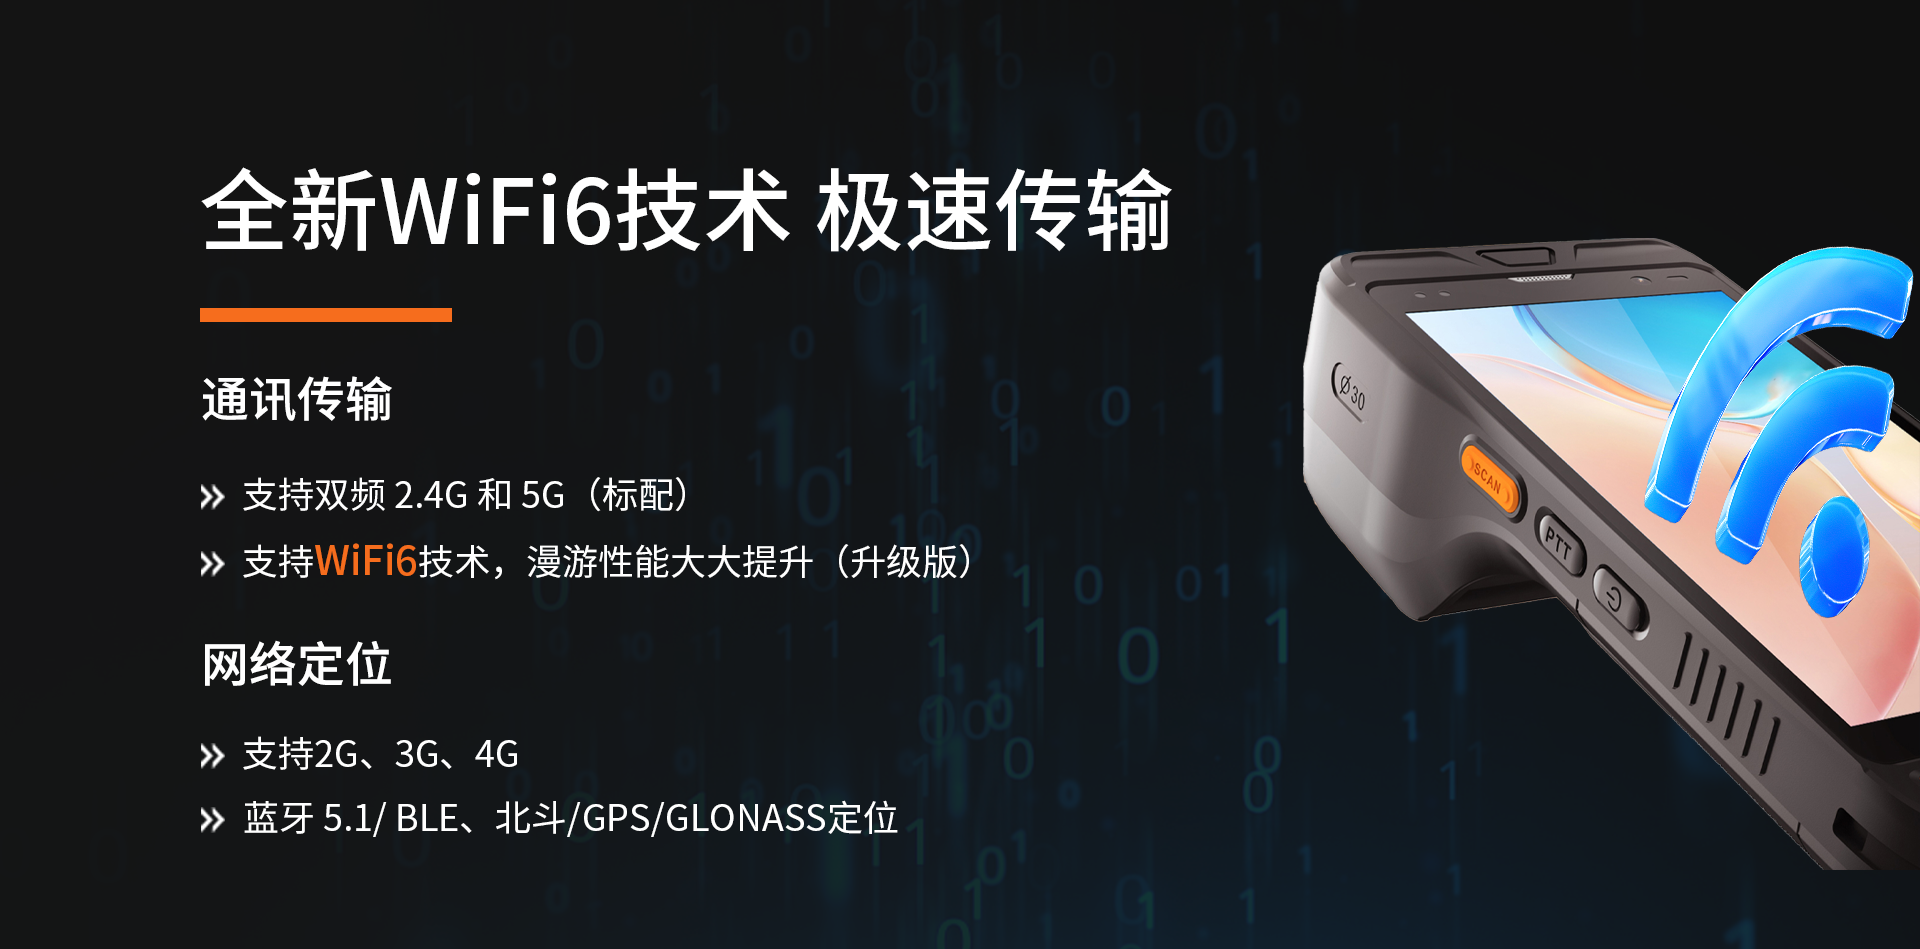 全新WiFi6技术 极速传输
通讯传输
支持双频 2.4G 和 5G（标配）
支持WiFi6技术，漫游性能大大提升（升级版）
网络定位
支持2G、3G、4G
蓝牙 5.1/ BLE、北斗/GPS/GLONASS定位
Ø30
SCAN
PTT